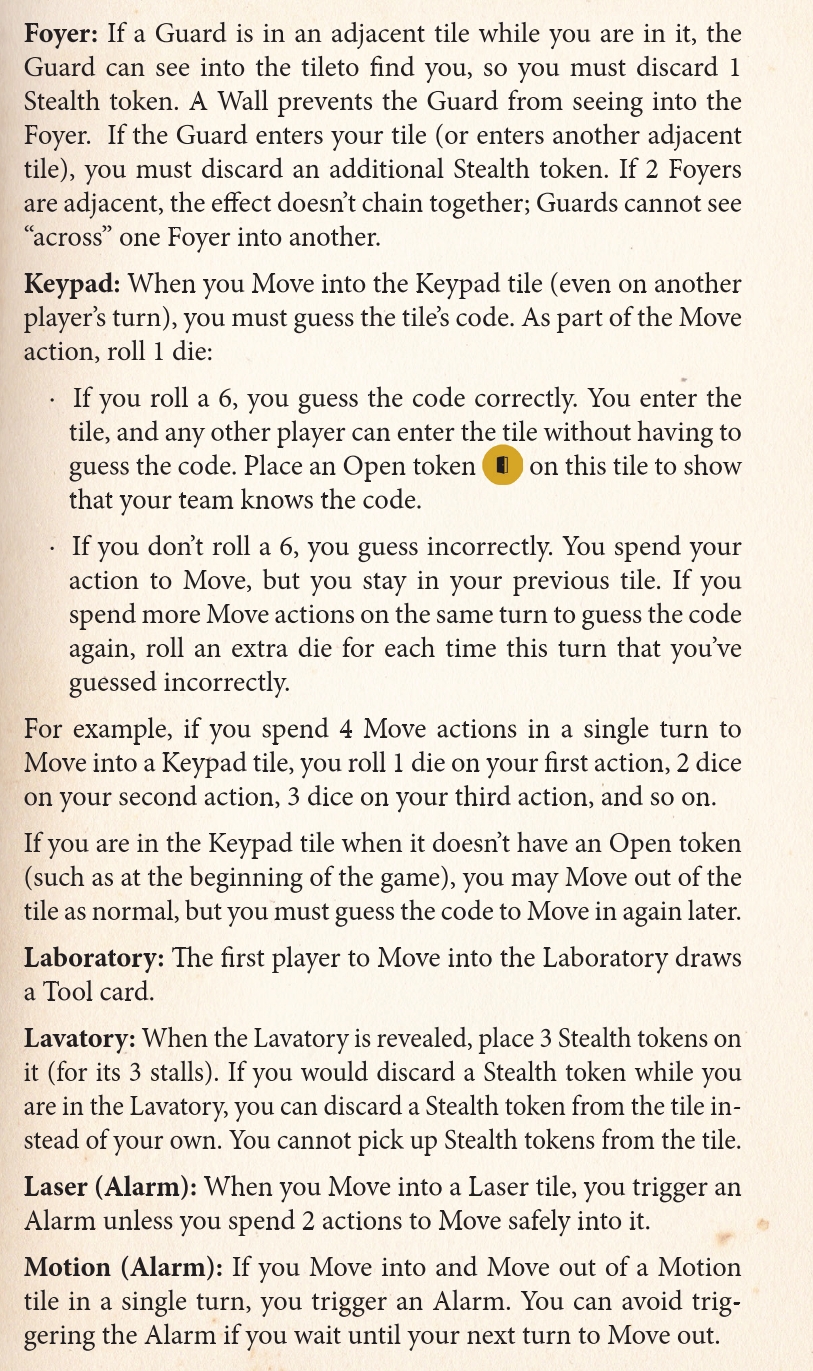 Foyer: If a Guard is in an adjacent tile while you are in it, the
Guard can see into the tileto find you, so you must discard 1
Stealth token. A Wall prevents the Guard from seeing into the
Foyer.  If the Guard enters your tile (or enters another adjacent
tile), you must discard an additional Stealth token. If 2 Foyers
are adjacent, the effect doesn’t chain together; Guards cannot see
“across” one Foyer into another.
Keypad: When you Move into the Keypad tile (even on another
player’s turn), you must guess the tile’s code. As part of the Move
action, roll 1 die:
· If you roll a 6, you guess the code correctly. You enter the
tile, and any other player can enter the tile without having to
guess the code. Place an Open token on this tile to show
that your team knows the code.
· If you don’t roll a 6, you guess incorrectly. You spend your
action to Move, but you stay in your previous tile. If you
spend more Move actions on the same turn to guess the code
again, roll an extra die for each time this turn that you’ve
guessed incorrectly.
For example, if you spend 4 Move actions in a single turn to
Move into a Keypad tile, you roll 1 die on your first action, 2 dice
on your second action, 3 dice on your third action, and so on.
If you are in the Keypad tile when it doesn’t have an Open token
(such as at the beginning of the game), you may Move out of the
tile as normal, but you must guess the code to Move in again later.
Laboratory: The first player to Move into the Laboratory draws
a Tool card.
Lavatory: When the Lavatory is revealed, place 3 Stealth tokens on
it (for its 3 stalls). If you would discard a Stealth token while you
are in the Lavatory, you can discard a Stealth token from the tile in-
stead of your own. You cannot pick up Stealth tokens from the tile.
Laser (Alarm): When you Move into a Laser tile, you trigger an
Alarm unless you spend 2 actions to Move safely into it.
Motion (Alarm): If you Move into and Move out of a Motion
tile in a single turn, you trigger an Alarm. You can avoid trig-
gering the Alarm if you wait until your next turn to Move out.